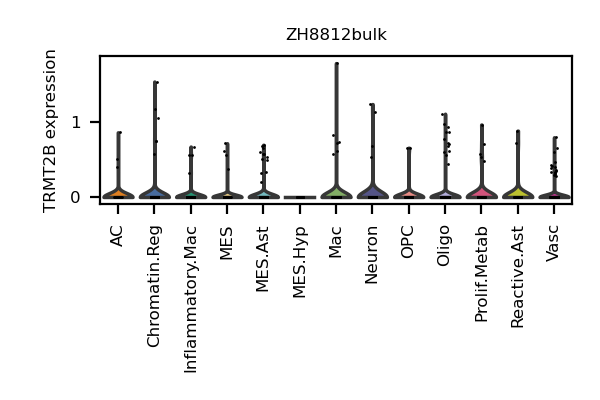 ZH8812bulk
TRMT2B expression
1
0
AC
Chromatin.Reg
Inflammatory.Mac
MES
MES.Ast
MES.Hyp
Mac
Neuron
OPC
Oligo
Prolif.Metab
Reactive.Ast
Vasc